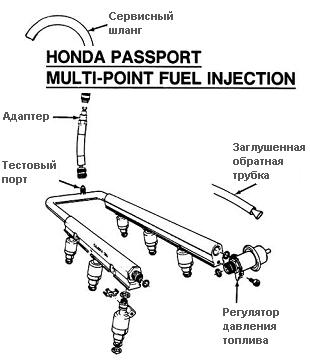 Сервисный
шланг
HONDA PASSPORT
MULTI-POINT FUEL INJECTION
Адаптер
Заглушенная
обратная
трубка
Тестовый
порт
Регулятор
давления
топлива